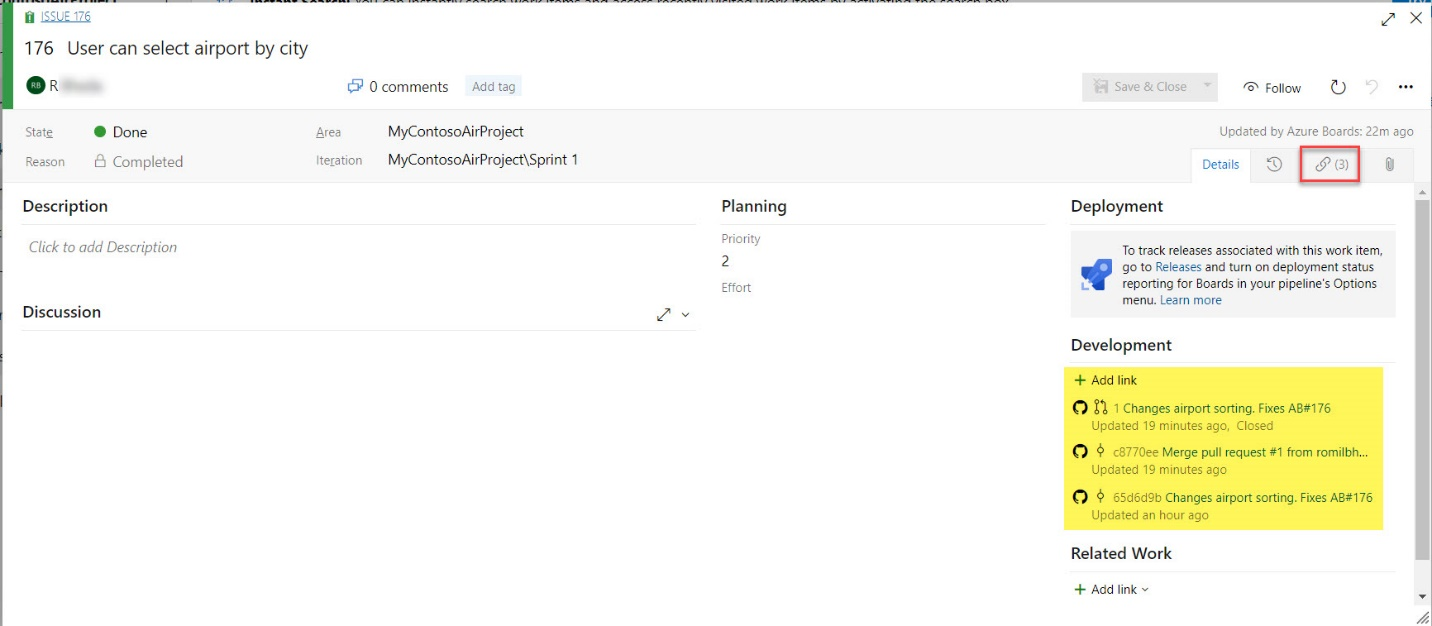 ISSUE 176
176 User can select airport by city
RB R
0 comments
Add tag
Save & Close
Follow
State
Done
Area
MyContosoAirProject
Updated by Azure Boards: 22m ago
Reason
Completed
Iteration
MyContosoAirProject\Sprint 1
Details
(3)
Description
Click to add Description
Discussion
Planning
Priority
2
Effort
Deployment
To track releases associated with this work item,
go to Releases and turn on deployment status
reporting for Boards in your pipeline's Options
menu. Learn more
Development
+ Add link
1 Changes airport sorting. Fixes AB#176
Updated 19 minutes ago, Closed
c8770ee Merge pull request #1 from romilbh...
Updated 19 minutes ago
65d6d9b Changes airport sorting. Fixes AB#176
Updated an hour ago
Related Work
+ Add link